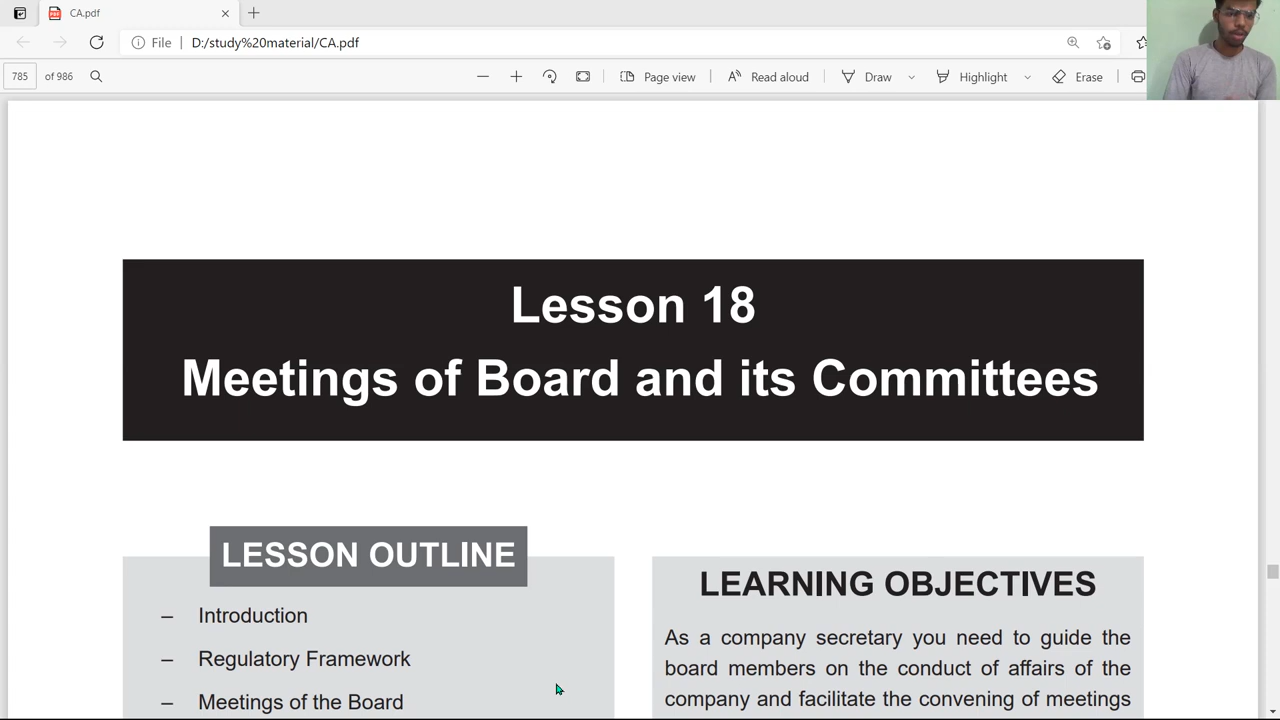 CA.pdf
File
D:/study%20material/CA.pdf
785 of 986
Page view
Read aloud
Draw
Highlight
Erase
Lesson 18
Meetings of Board and its Committees
LESSON OUTLINE
– Introduction
– Regulatory Framework
– Meetings of the Board
LEARNING OBJECTIVES
As a company secretary you need to guide the
board members on the conduct of affairs of the
company and facilitate the convening of meetings